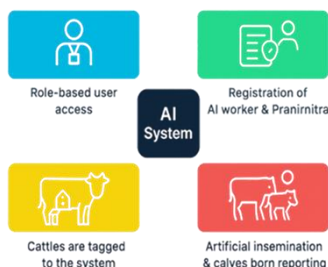 Role-based user
access
Registration of
AI worker & Pranirnitra
AI
System
Cattles are tagged
to the system
Artificial insemination
& calves born reporting